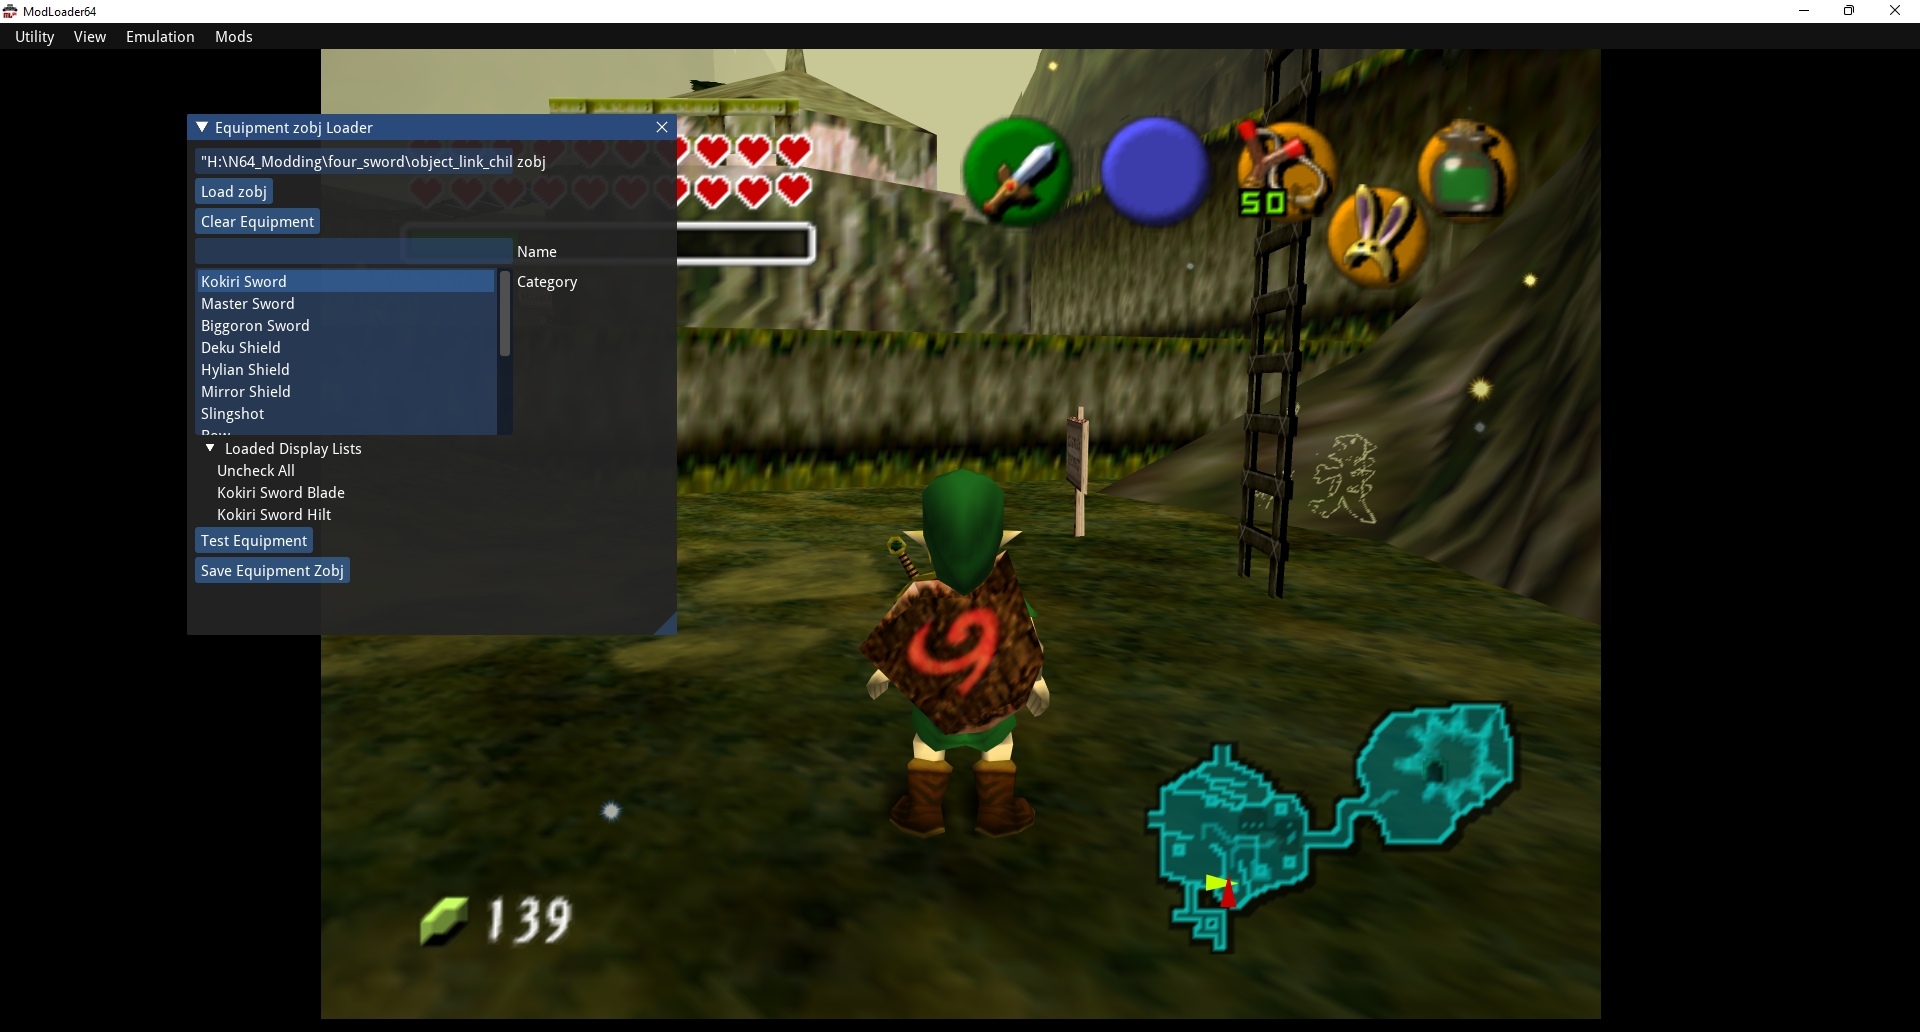 ModLoader64
Utility View Emulation Mods
Equipment zobj Loader
"H:\N64_Modding\four_sword\object_link_chil zobj
Load zobj
Clear Equipment
Name
Kokiri Sword
Category
Master Sword
Biggoron Sword
Deku Shield
Hylian Shield
Mirror Shield
Slingshot
Bow
Loaded Display Lists
Uncheck All
Kokiri Sword Blade
Kokiri Sword Hilt
Test Equipment
Save Equipment Zobj
50
139